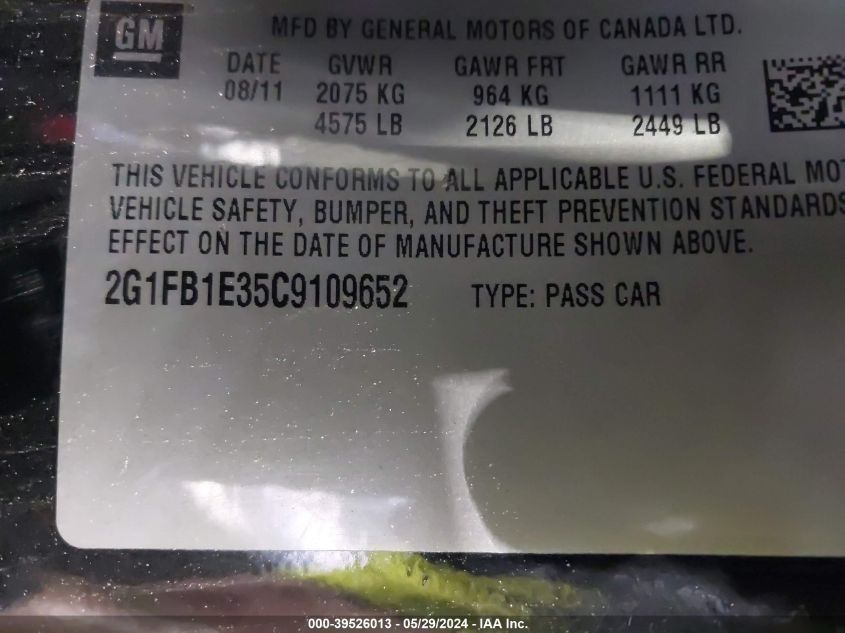 GM
MFD BY GENERAL MOTORS OF CANADA LTD.
DATE GVWR GAWR FRT GAWR RR
08/11 2075 KG 964 KG 1111 KG
4575 LB 2126 LB 2449 LB
THIS VEHICLE CONFORMS TO ALL APPLICABLE U.S. FEDERAL MOT
VEHICLE SAFETY, BUMPER, AND THEFT PREVENTION STANDARDS
EFFECT ON THE DATE OF MANUFACTURE SHOWN ABOVE.
2G1FB1E35C9109652 TYPE: PASS CAR
000-39526013 - 05/29/2024 - IAA Inc.